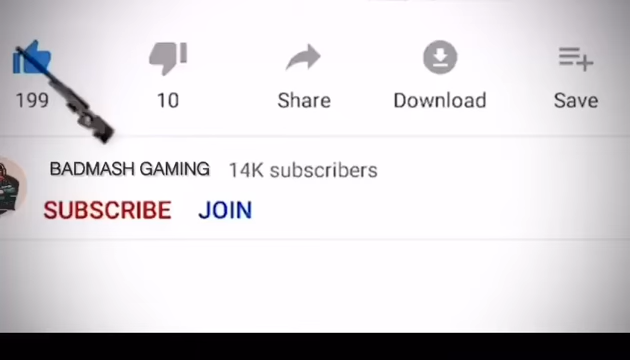 199 10 Share Download Save
BADMASH GAMING 14K subscribers
SUBSCRIBE JOIN